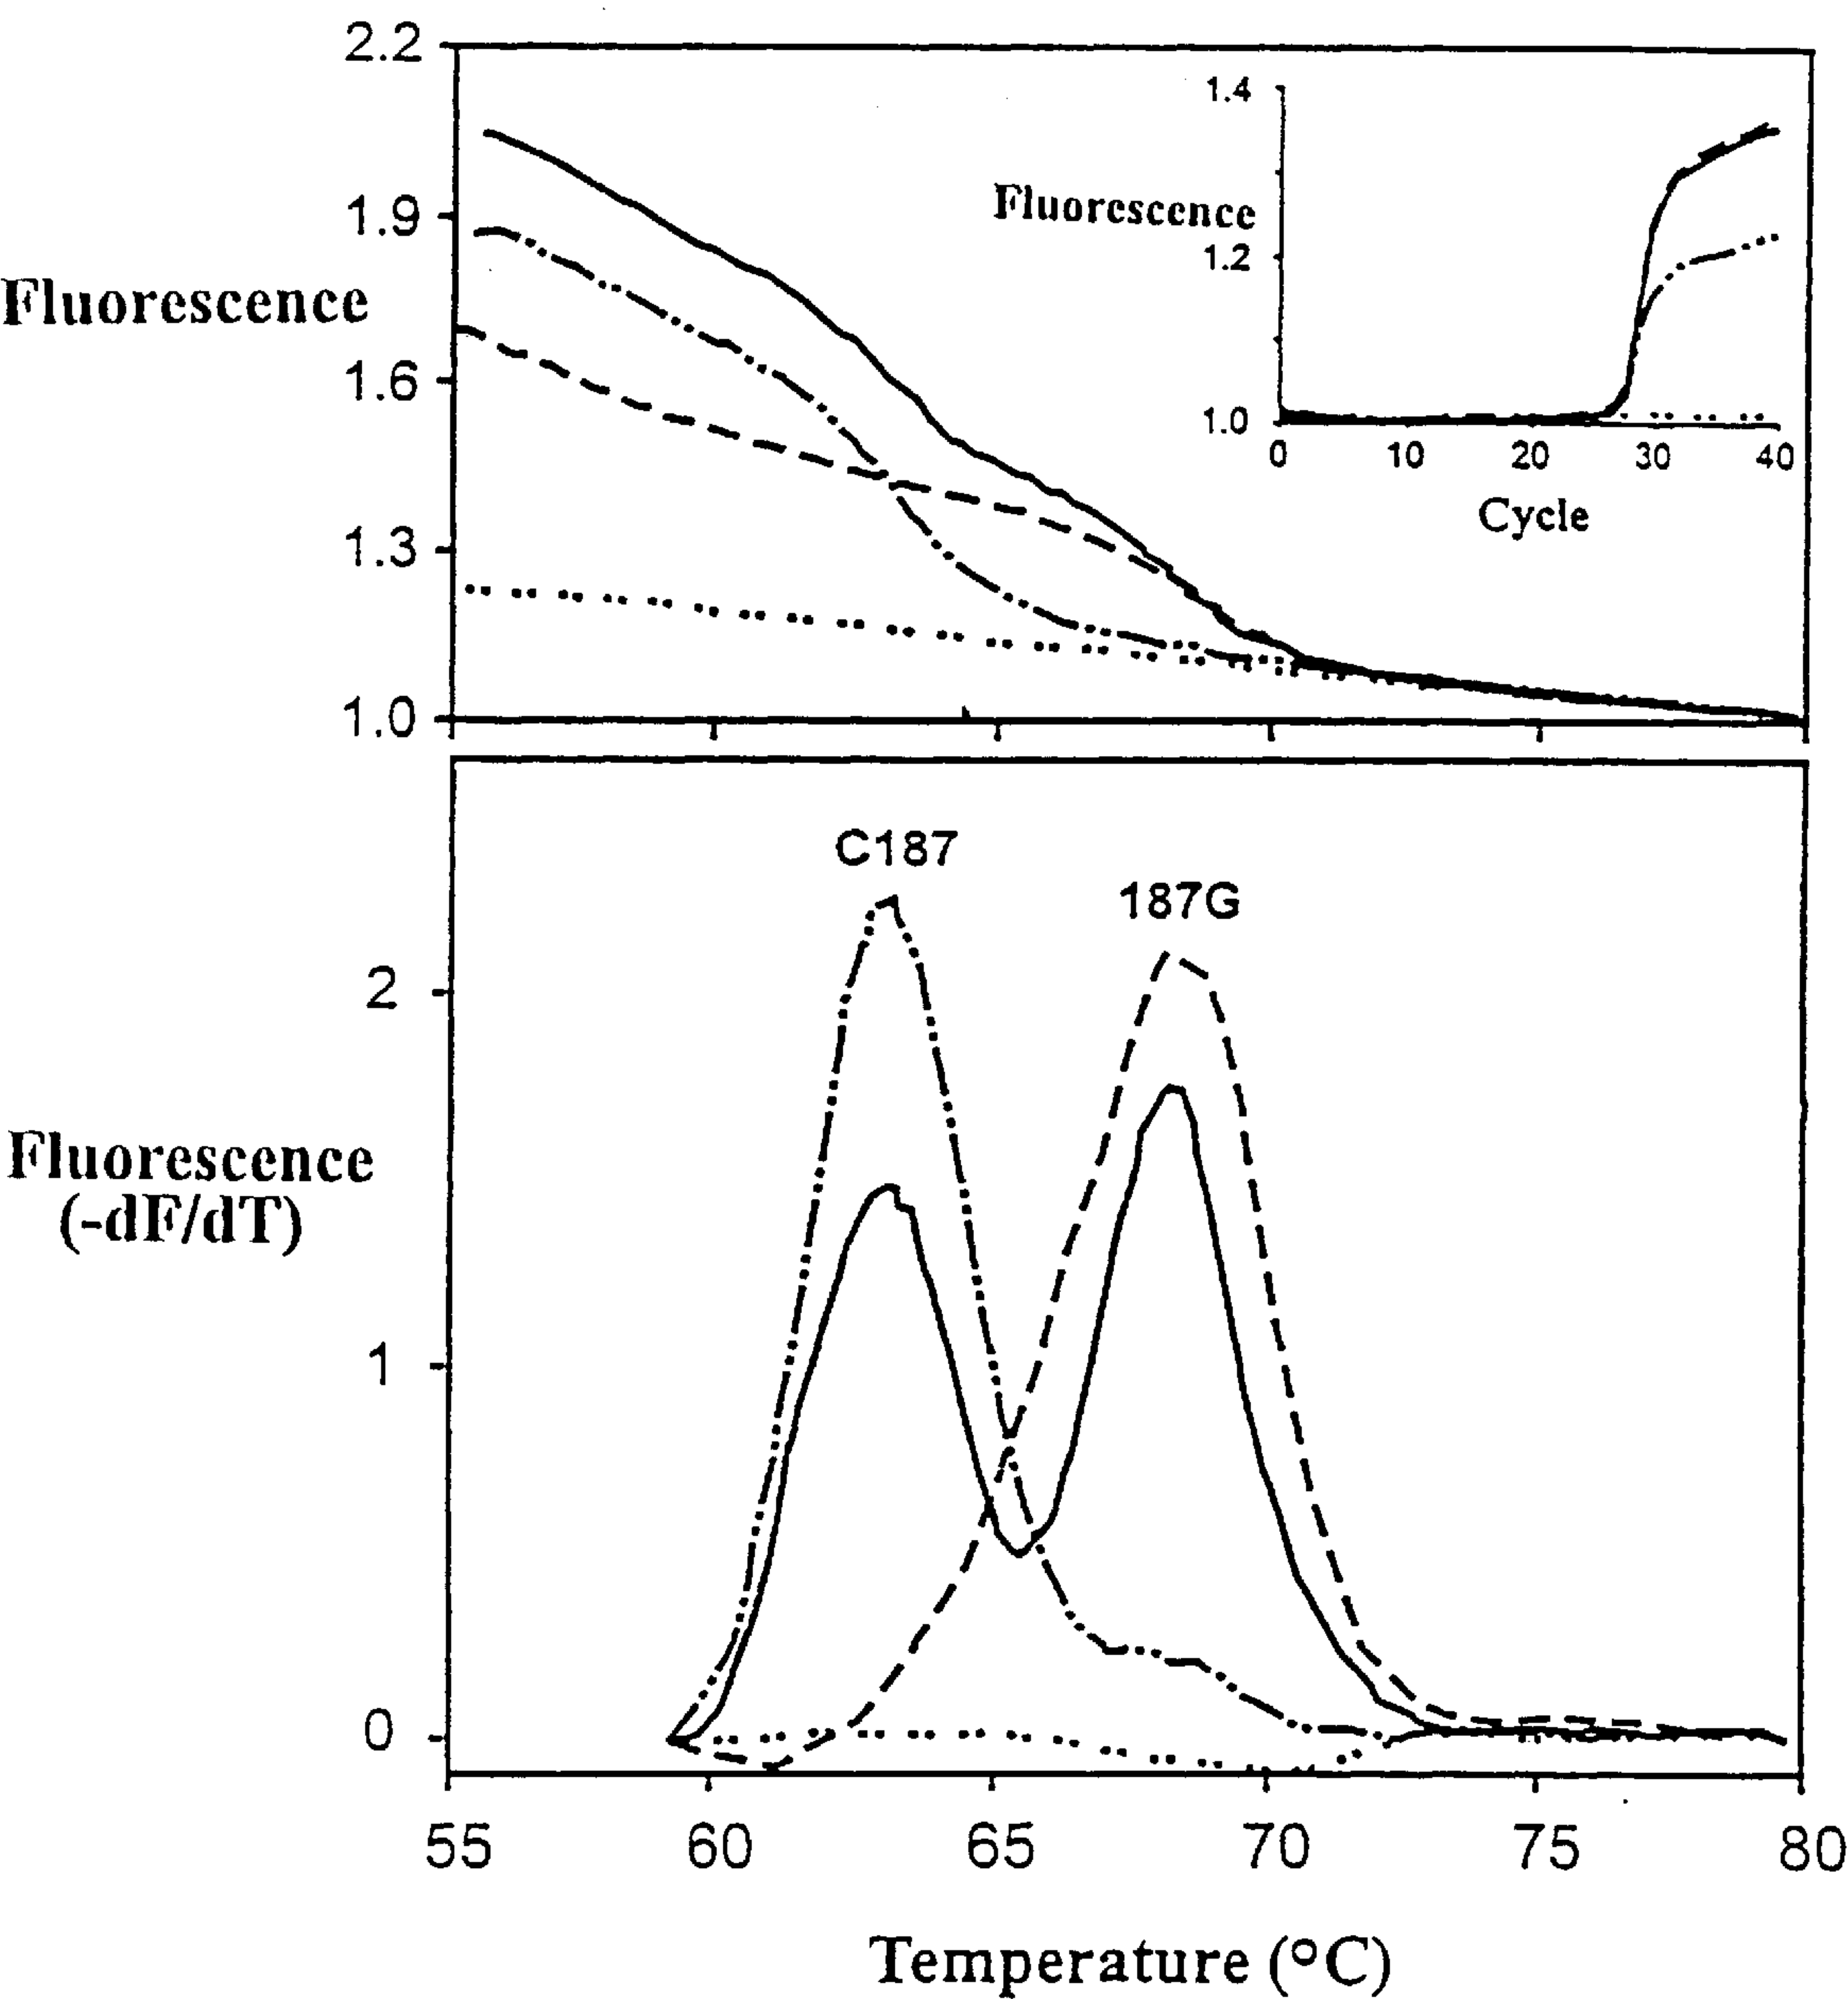 2.2
1.9
Fluorescence
1.6
1.3
1.0
1.4
Fluorescence
1.2
1.0
0 10 20 30 40
Cycle
C187
187G
2
Fluorescence
(-dF/dT)
1
0
55 60 65 70 75 80
Temperature (°C)